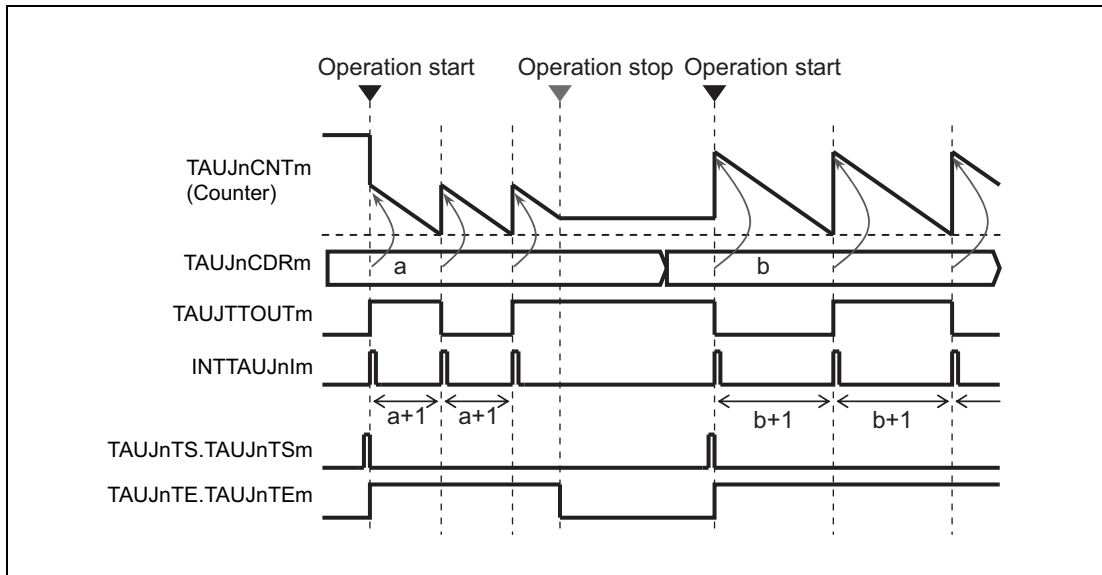 Operation start Operation stop Operation start
TAUJnCNTm
(Counter)
TAUJnCDRm a b
TAUJTTOUTm
INTTAUJnIm
a+1 a+1 b+1 b+1
TAUJnTS.TAUJnTSm
TAUJnTE.TAUJnTEm